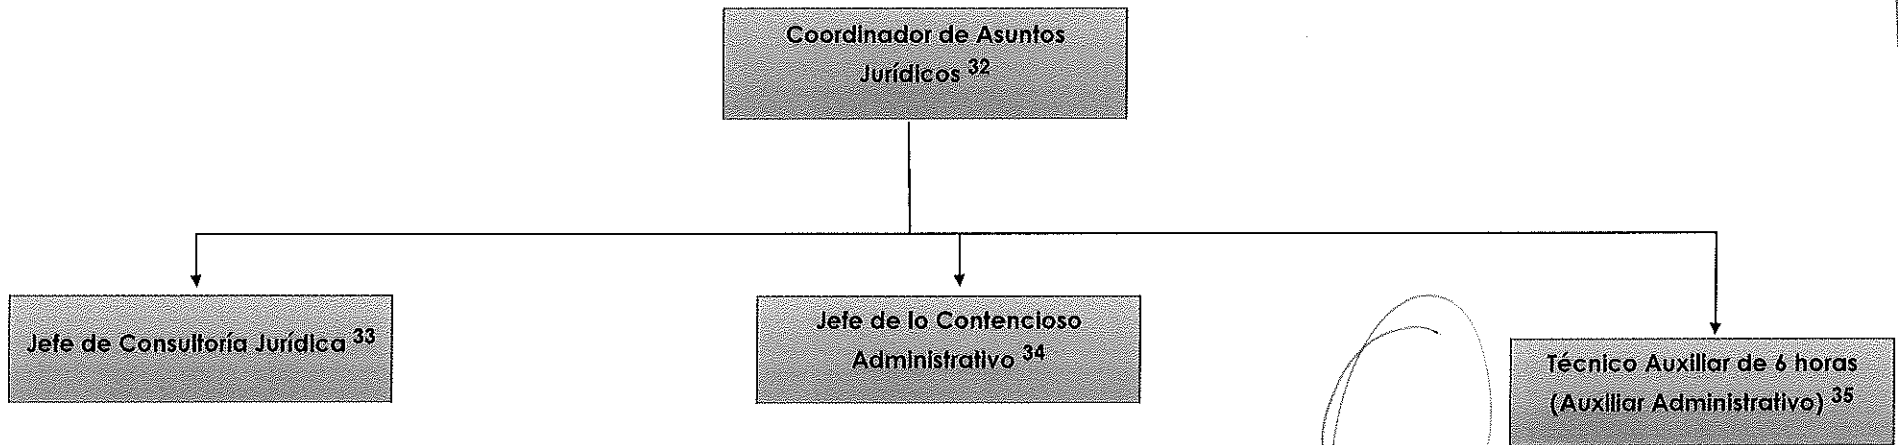 Coordinador de Asuntos
Jurídicos 32
Jefe de Consultoría Jurídica 33
Jefe de lo Contencioso
Administrativo 34
Técnico Auxiliar de 6 horas
(Auxiliar Administrativo) 35